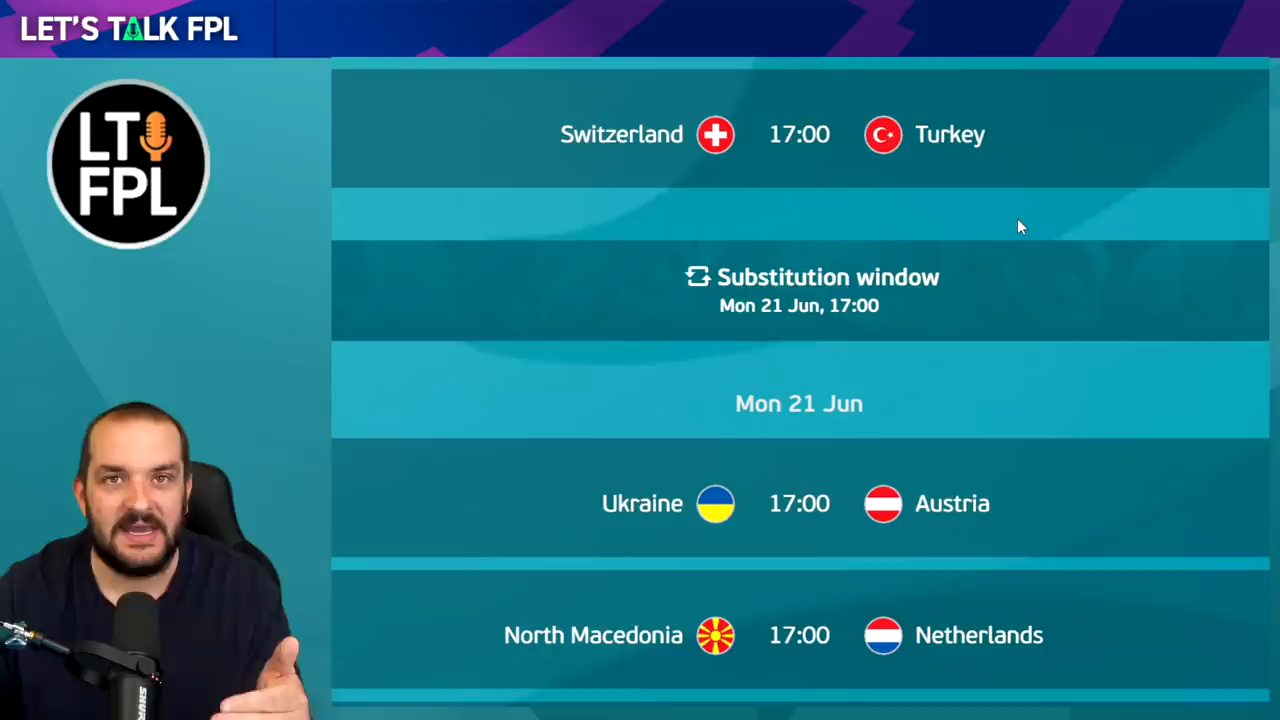 LET'S TALK FPL
LT
FPL
Switzerland 17:00 Turkey
Substitution window
Mon 21 Jun, 17:00
Mon 21 Jun
Ukraine 17:00 Austria
North Macedonia 17:00 Netherlands
SHURE